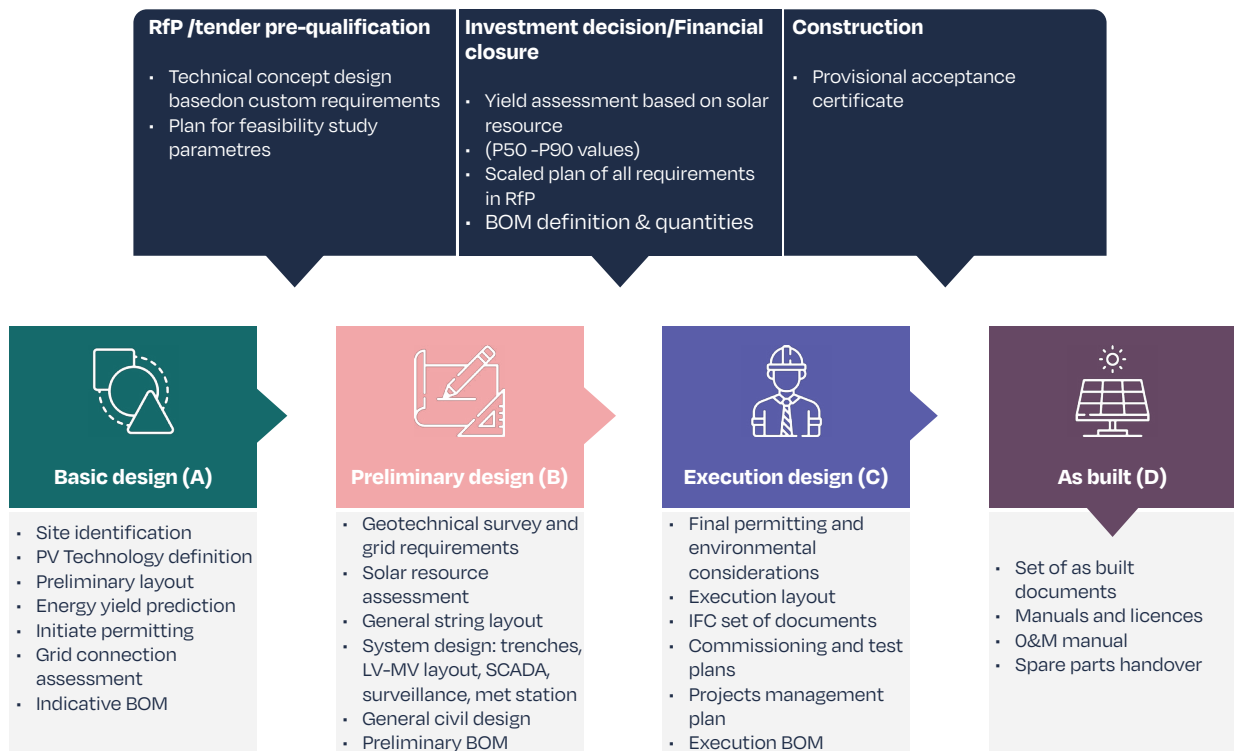 RfP /tender pre-qualification
• Technical concept design
basedon custom requirements
• Plan for feasibility study
parametres
Investment decision/Financial
closure
• Yield assessment based on solar
resource
• (P50 -P90 values)
• Scaled plan of all requirements
in RfP
• BOM definition & quantities
Construction
• Provisional acceptance
certificate
Basic design (A)
• Site identification
• PV Technology definition
• Preliminary layout
• Energy yield prediction
• Initiate permitting
• Grid connection
assessment
• Indicative BOM
Preliminary design (B)
• Geotechnical survey and
grid requirements
• Solar resource
assessment
• General string layout
• System design: trenches,
LV-MV layout, SCADA,
surveillance, met station
• General civil design
• Preliminary BOM
Execution design (C)
• Final permitting and
environmental
considerations
• Execution layout
• IFC set of documents
• Commissioning and test
plans
• Projects management
plan
• Execution BOM
As built (D)
• Set of as built
documents
• Manuals and licences
• O&M manual
• Spare parts handover